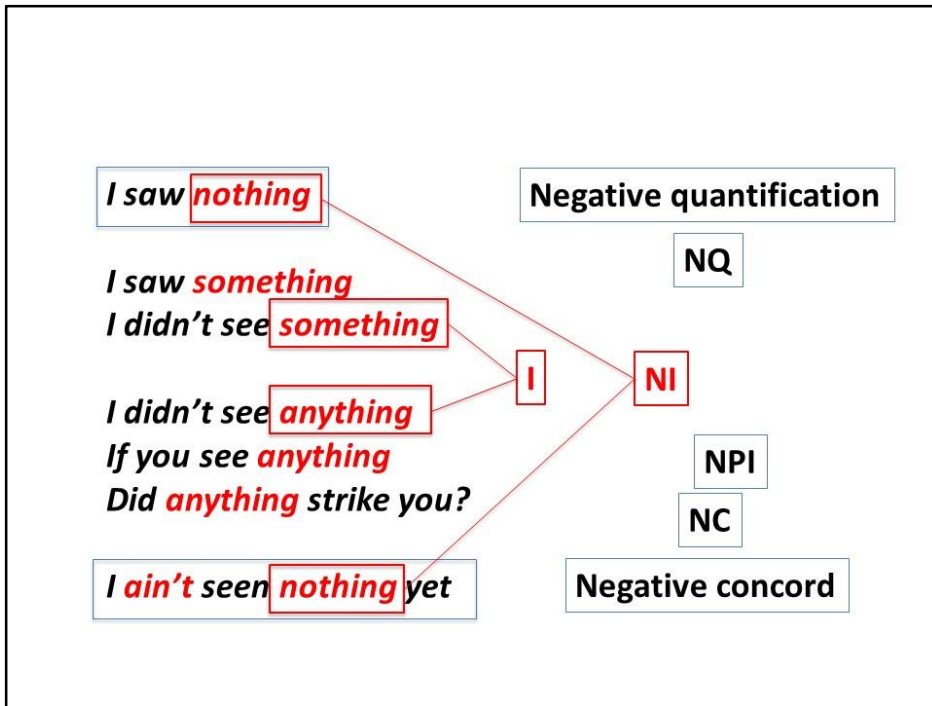 I saw nothing
Negative quantification
NQ
I saw something
I didn't see something
I
NI
I didn't see anything
If you see anything
NPI
Did anything strike you?
NC
I ain't seen nothing yet
Negative concord